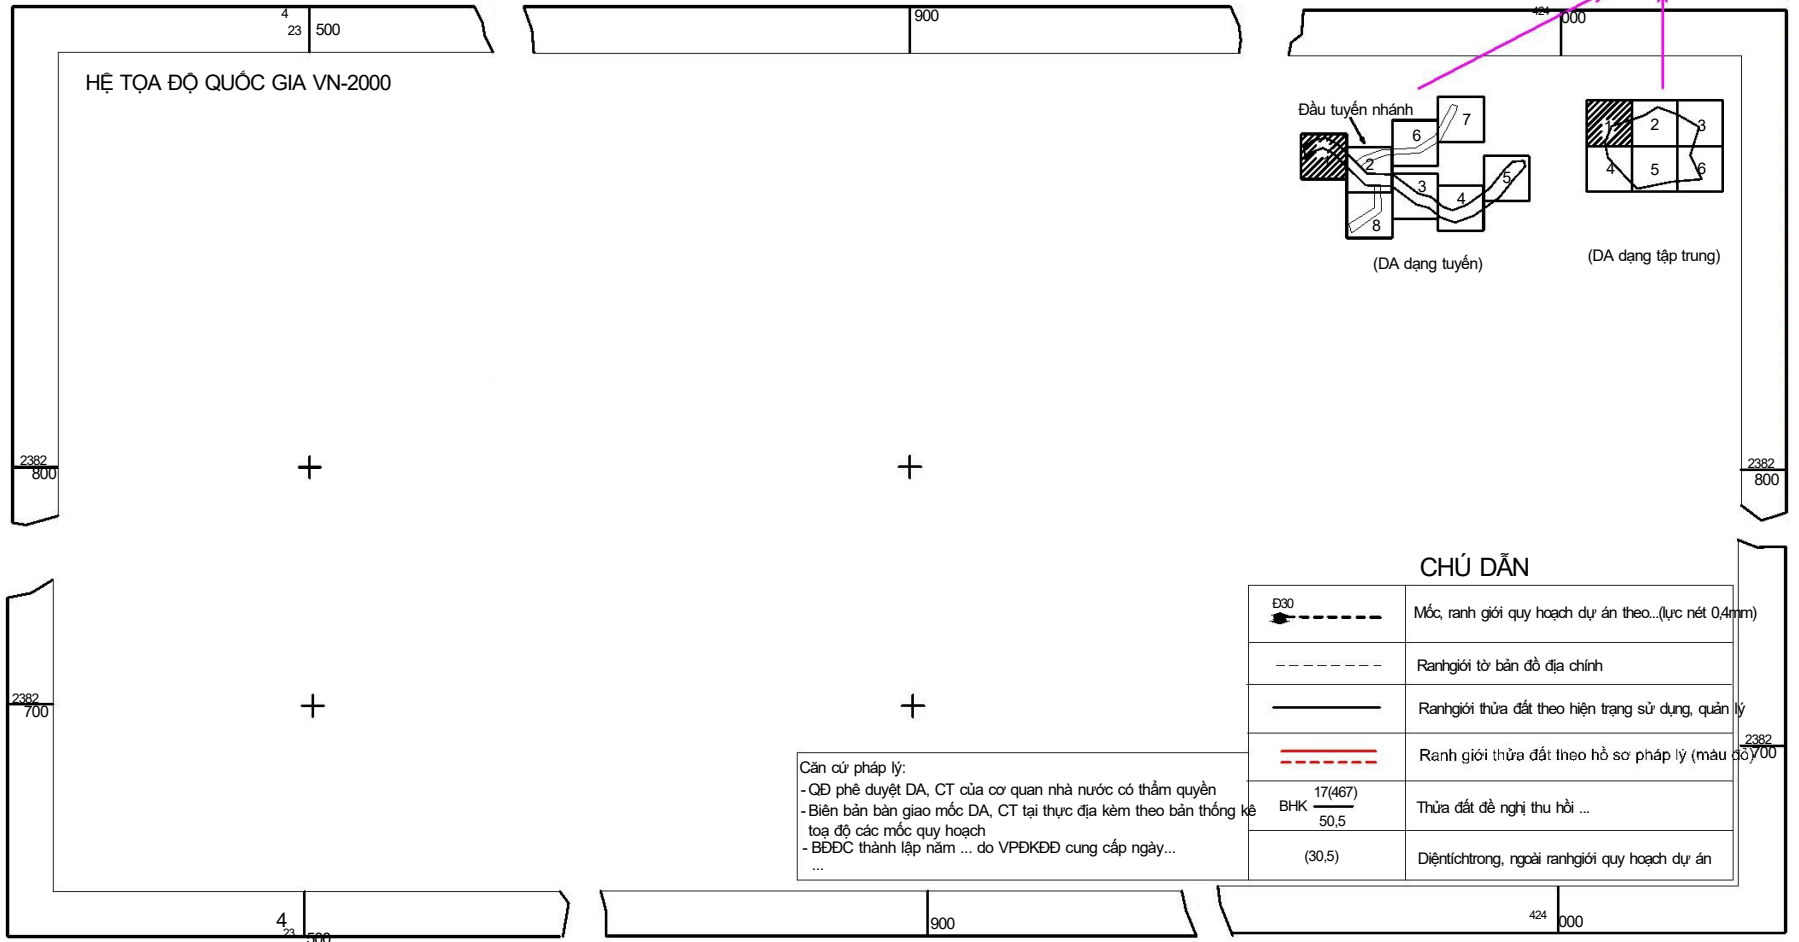 4
23 500
900
424 000
HỆ TỌA ĐỘ QUỐC GIA VN-2000
Đầu tuyến nhánh
7
6
2
3
5
4
8
(DA dạng tuyến)
1 2 3
4 5 6
(DA dạng tập trung)
2382
800
2382
800
2382
700
2382
700
CHÚ DẪN
Đ30
Mốc, ranh giới quy hoạch dự án theo...(lực nét 0,4mm)
Ranhgiới tờ bản đồ địa chính
Ranhgiới thửa đất theo hiện trạng sử dụng, quản lý
Ranh giới thửa đất theo hồ sơ pháp lý (màu đỏ)
BHK 17(467)
50,5
Thửa đất đề nghị thu hồi ...
(30,5)
Diệntíchtrong, ngoài ranhgiới quy hoạch dự án
Căn cứ pháp lý:
- QĐ phê duyệt DA, CT của cơ quan nhà nước có thẩm quyền
- Biên bản bàn giao mốc DA, CT tại thực địa kèm theo bản thống kê
toạ độ các mốc quy hoạch
- BĐĐC thành lập năm ... do VPĐKĐĐ cung cấp ngày...
...
4
23 500
900
424 000